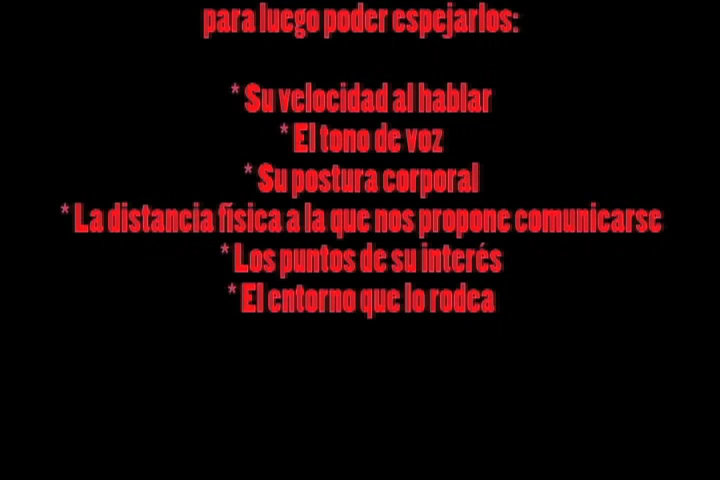 para luego poder espejarlos:
* Su velocidad al hablar
* El tono de voz
* Su postura corporal
* La distancia física a la que nos propone comunicarse
* Los puntos de su interés
* El entorno que lo rodea